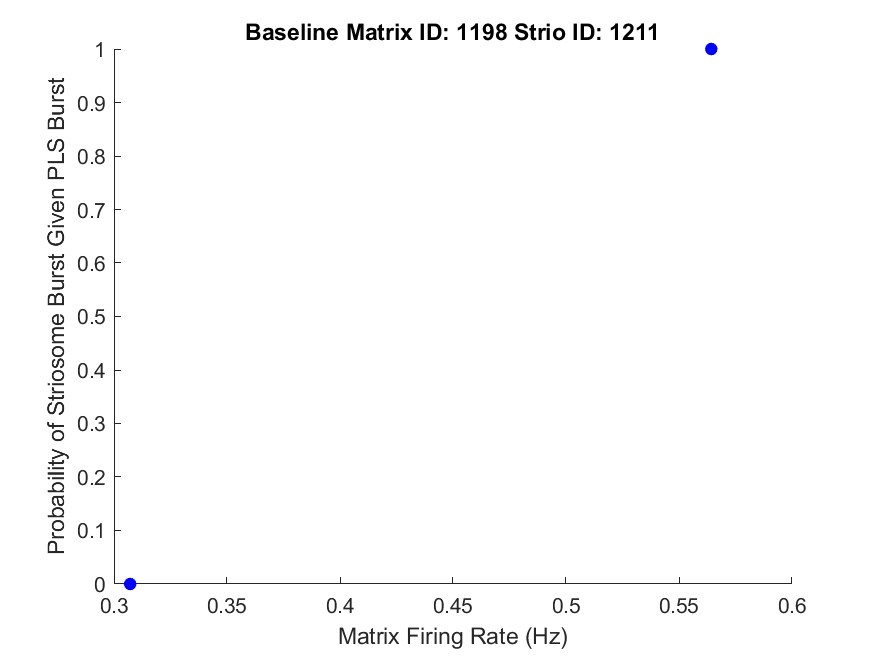 Baseline Matrix ID: 1198 Strio ID: 1211
Probability of Striosome Burst Given PLS Burst
1
0.9
0.8
0.7
0.6
0.5
0.4
0.3
0.2
0.1
0
0.3 0.35 0.4 0.45 0.5 0.55 0.6
Matrix Firing Rate (Hz)